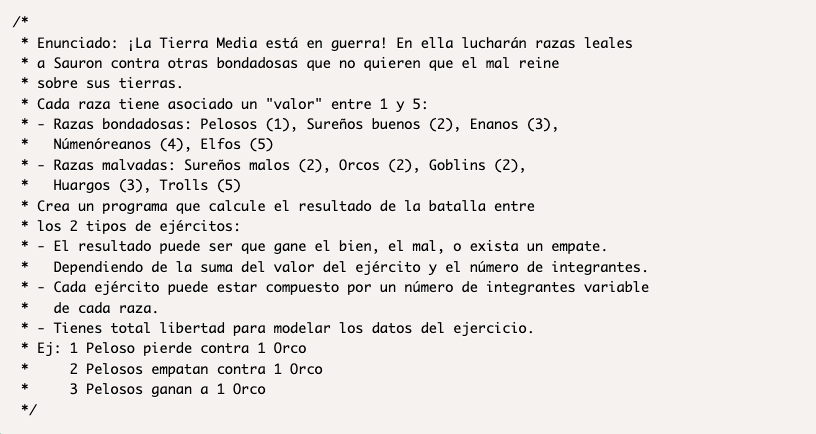 /*
 * Enunciado: ¡La Tierra Media está en guerra! En ella lucharán razas leales
 * a Sauron contra otras bondadosas que no quieren que el mal reine
 * sobre sus tierras.
 * Cada raza tiene asociado un "valor" entre 1 y 5:
 * - Razas bondadosas: Pelosos (1), Sureños buenos (2), Enanos (3),
 *   Númenóreanos (4), Elfos (5)
 * - Razas malvadas: Sureños malos (2), Orcos (2), Goblins (2),
 *   Huargos (3), Trolls (5)
 * Crea un programa que calcule el resultado de la batalla entre
 * los 2 tipos de ejércitos:
 * - El resultado puede ser que gane el bien, el mal, o exista un empate.
 *   Dependiendo de la suma del valor del ejército y el número de integrantes.
 * - Cada ejército puede estar compuesto por un número de integrantes variable
 *   de cada raza.
 * - Tienes total libertad para modelar los datos del ejercicio.
 * Ej: 1 Peloso pierde contra 1 Orco
 *     2 Pelosos empatan contra 1 Orco
 *     3 Pelosos ganan a 1 Orco
 */